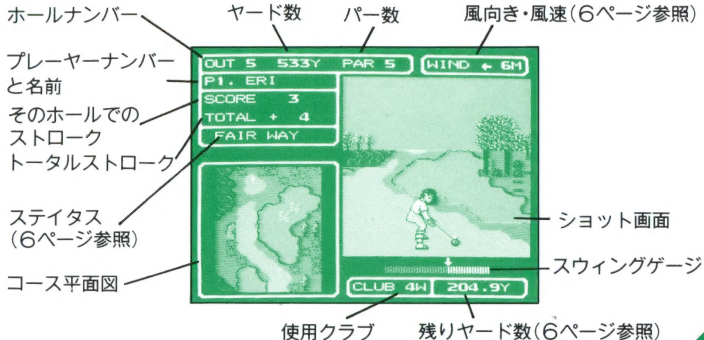 ホールナンバー
ヤード数
パー数
風向き・風速(6ページ参照)
プレーヤーナンバー
と名前
そのホールでの
ストローク
トータルストローク
ステイタス
(6ページ参照)
コース平面図
OUT 5 533Y PAR 5
WIND ← 6M
P1. ERI
SCORE 3
TOTAL + 4
FAIR WAY
CLUB 4W
204.9Y
ショット画面
スウィングゲージ
使用クラブ
残りヤード数(6ページ参照)